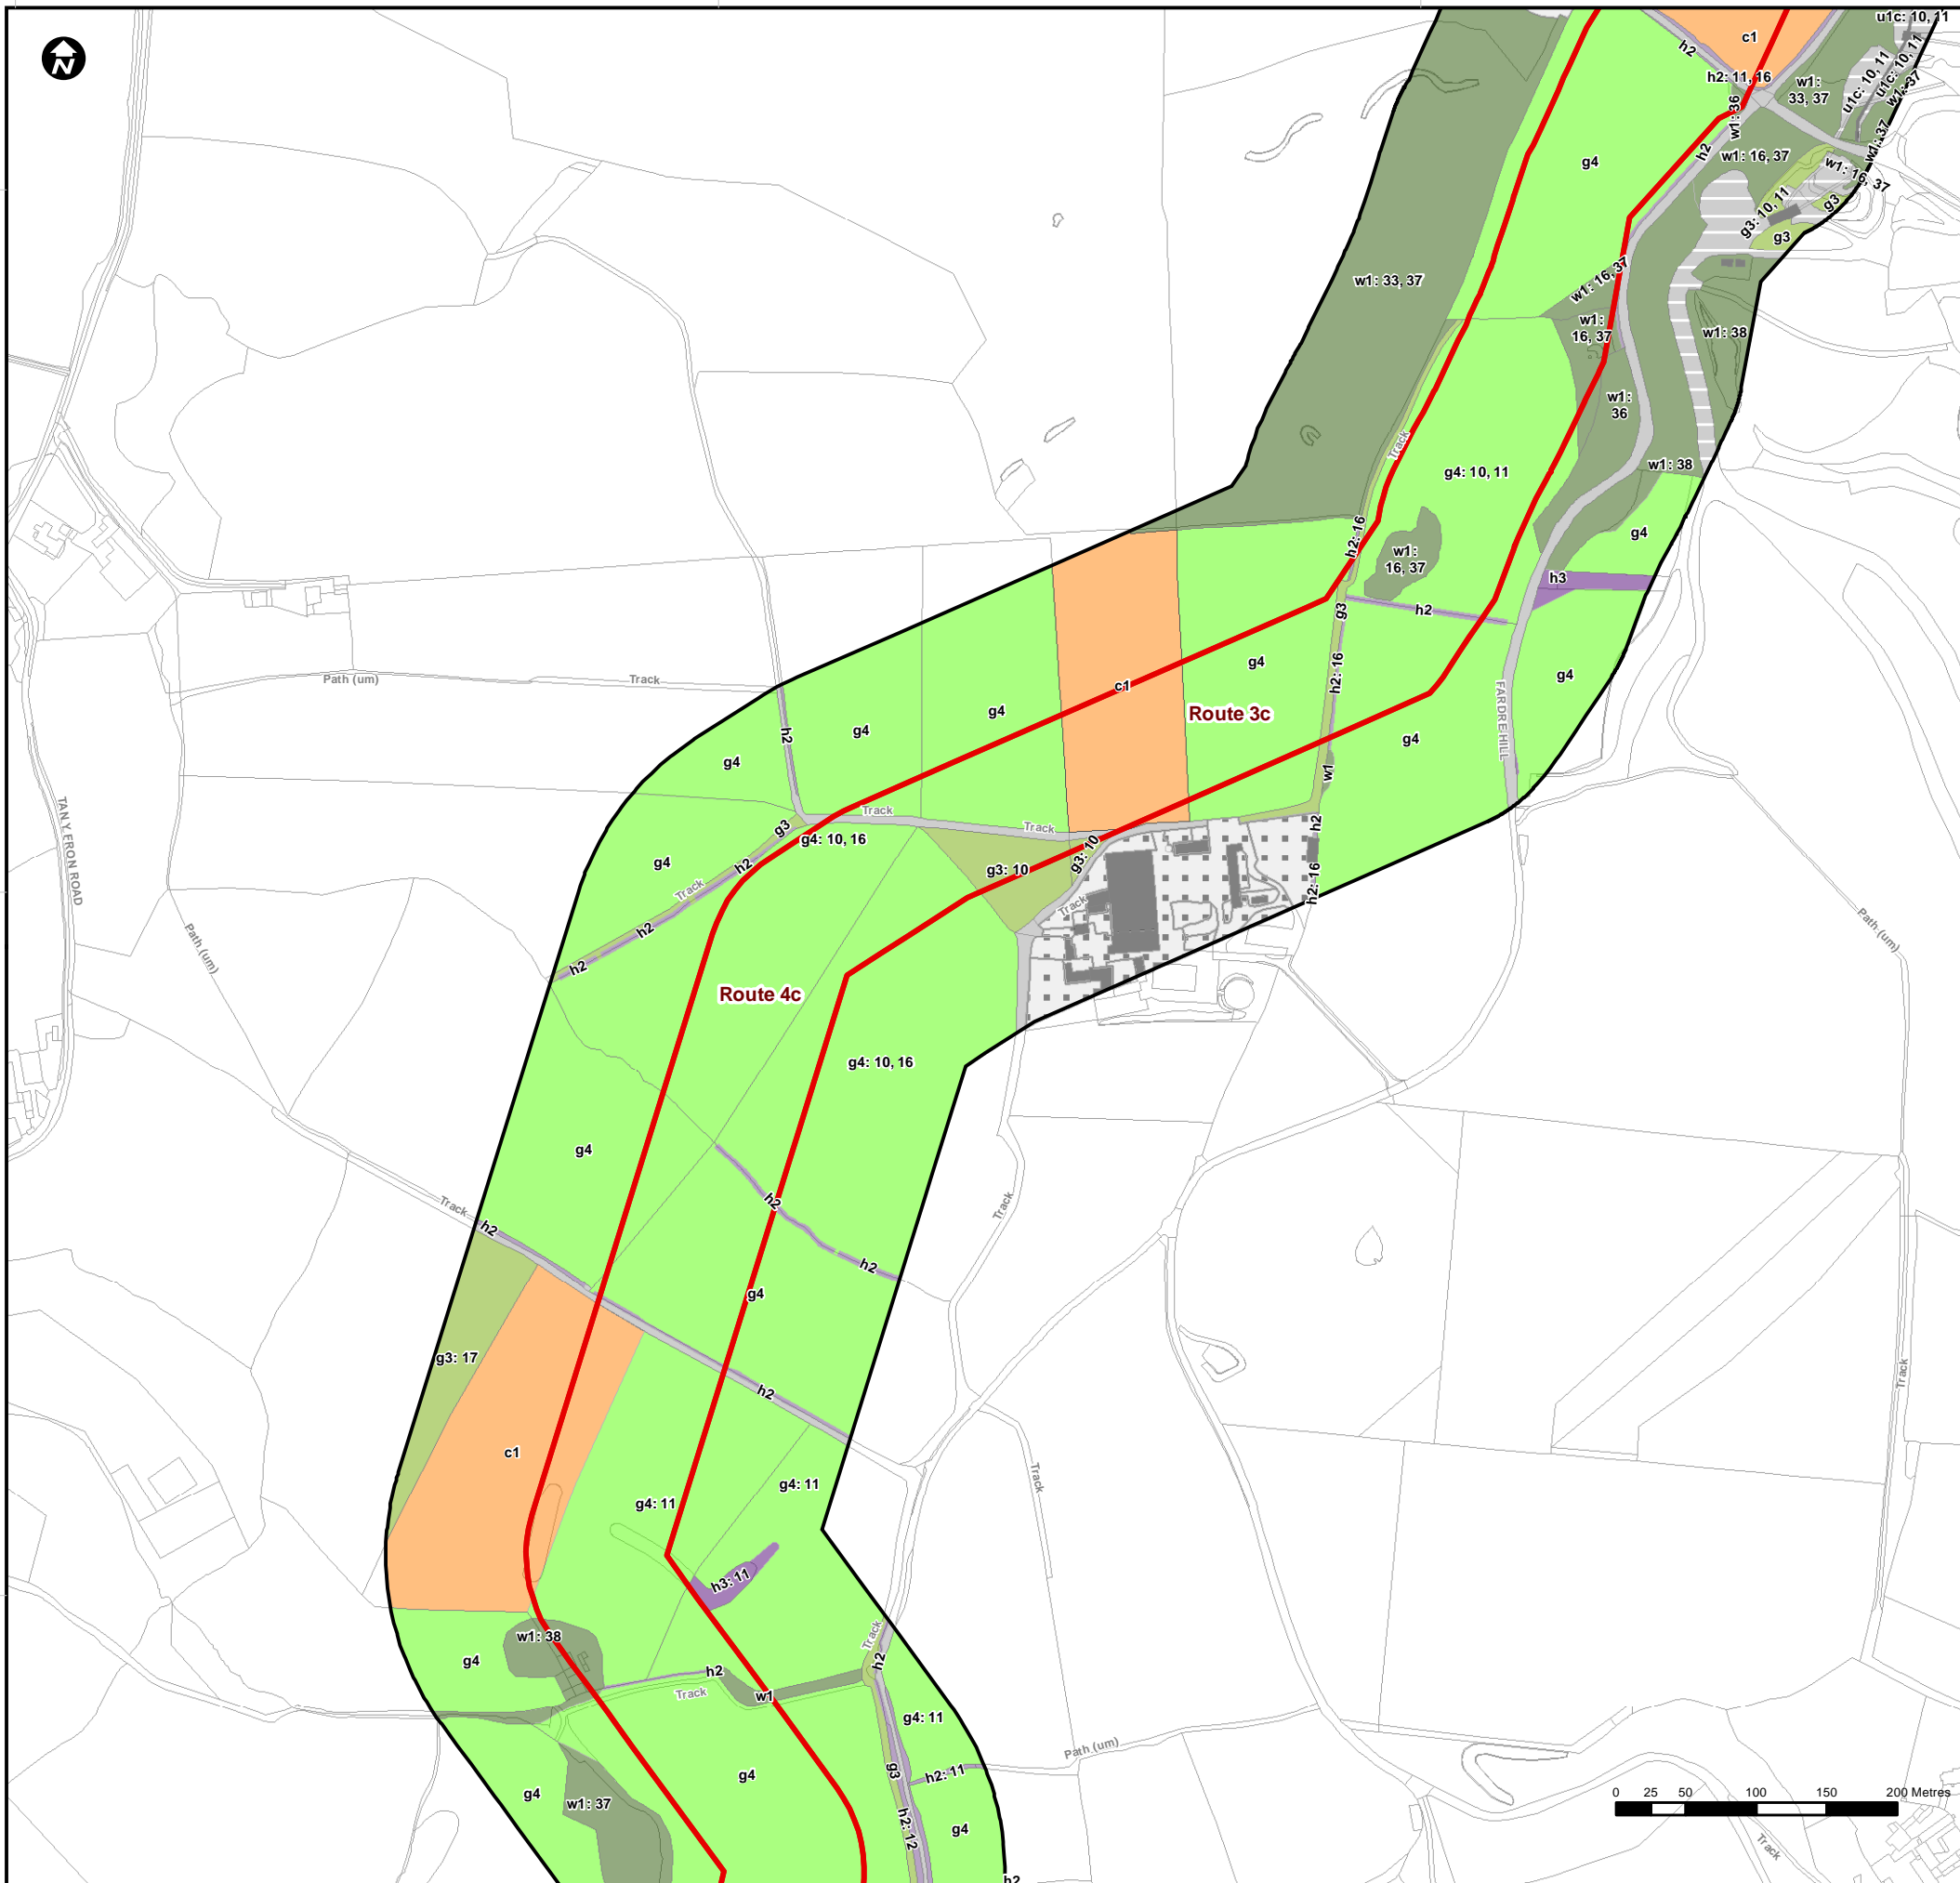 N
u1c: 10, 11
c1
h2
h2: 11, 16
w1:
33, 37
u1c: 10, 11
u1c: 10, 11
w1: 37
w1: 36
w1: 37
h2
g4
w1: 16, 37
w1: 16, 37
g3: 10, 11
g3
g3
w1: 33, 37
w1: 16, 37
w1:
16, 37
w1: 38
w1:
36
Track
g4: 10, 11
w1: 38
h2: 16
g4
w1:
16, 37
h3
h2
g3
g4
h2: 16
g4
Path (um)
Track
c1
g4
Route 3c
FARDRE HILL
g4
h2
g4
g4
w1
TAN Y FRON ROAD
Track
Track
g3
g4: 10, 16
h2
g4
h2
g3: 10
g3: 10
h2: 16
Track
Track
h2
Path (um)
Path (um)
h2
Route 4c
g4: 10, 16
g4
h2
Track
Track
h2
h2
g4
g3: 17
Track
h2
c1
Track
g4: 11
g4: 11
h3: 11
w1: 38
Track
g4
h2
h2
Track
w1
g4: 11
Path (um)
g3
h2: 11
g4
g4
w1: 37
h2: 12
g4
0 25 50 100 150 200 Metres
Track
h2